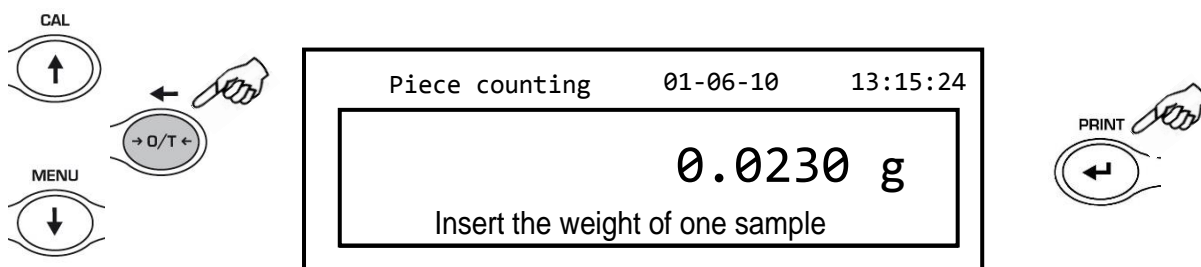 CAL
→ O/T ←
MENU
Piece counting 01-06-10 13:15:24
0.0230 g
Insert the weight of one sample
PRINT